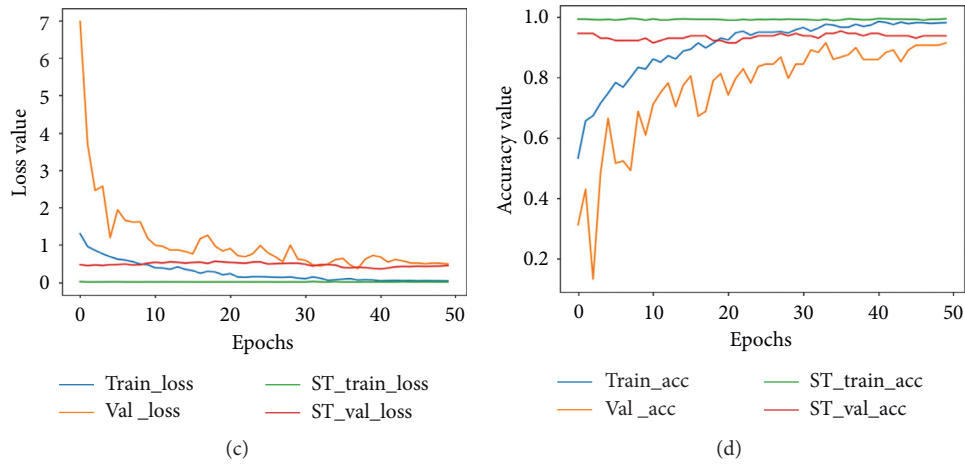 7
6
5
4
3
2
1
0
Loss value
0
10
20
30
40
50
Epochs
Train_loss
ST_train_loss
Val _loss
ST_val_loss
(c)
1.0
0.8
0.6
0.4
0.2
Accuracy value
0
10
20
30
40
50
Epochs
Train_acc
ST_train_acc
Val _acc
ST_val_acc
(d)